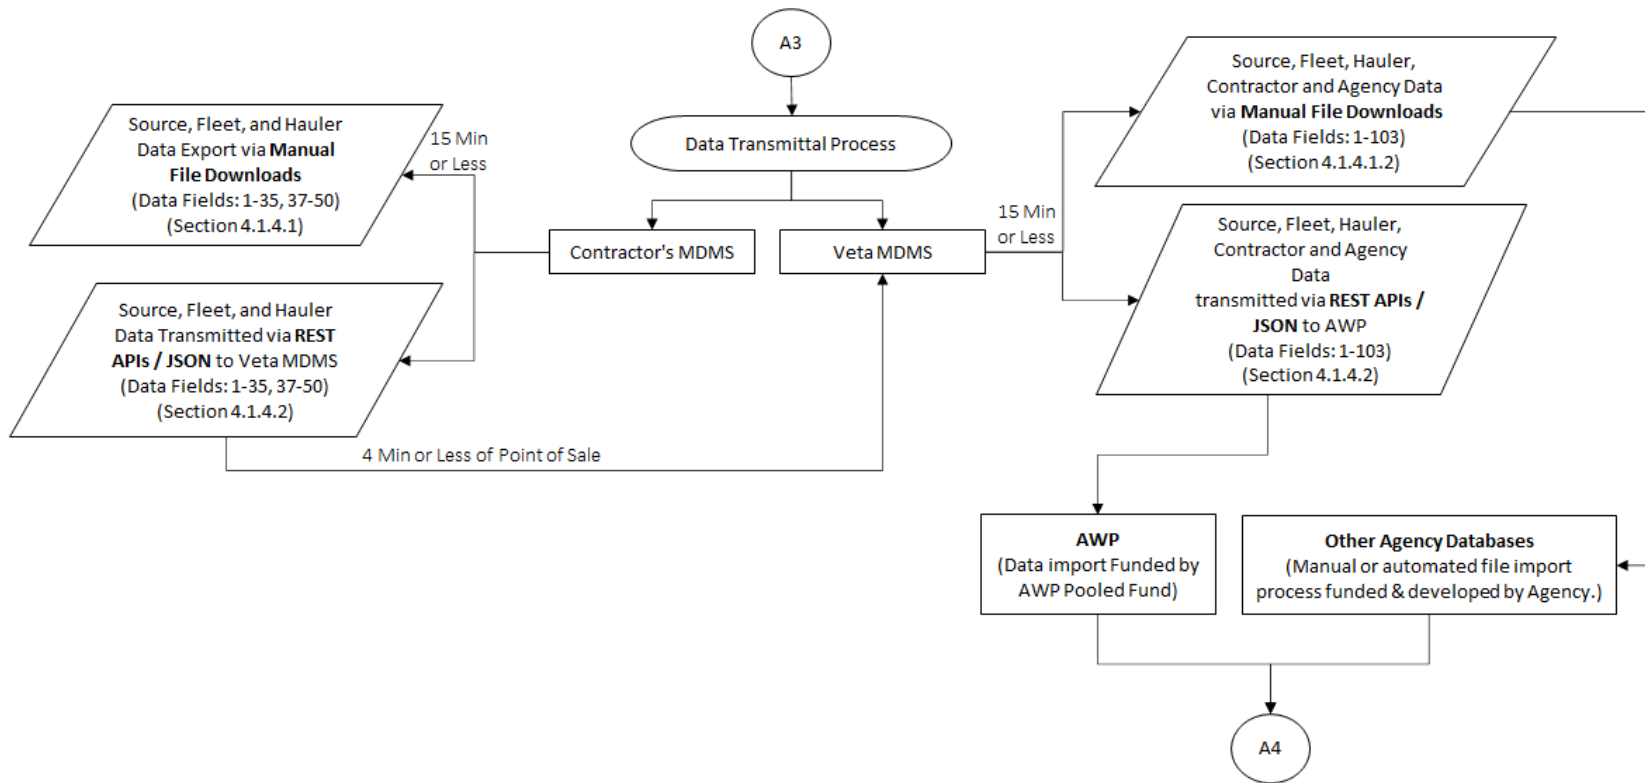 A3
Data Transmittal Process
Source, Fleet, and Hauler
Data Export via Manual
File Downloads
(Data Fields: 1-35, 37-50)
(Section 4.1.4.1)
15 Min
or Less
Contractor's MDMS
Veta MDMS
Source, Fleet, and Hauler
Data Transmitted via REST
APIs / JSON to Veta MDMS
(Data Fields: 1-35, 37-50)
(Section 4.1.4.2)
4 Min or Less of Point of Sale
15 Min
or Less
Source, Fleet, Hauler,
Contractor and Agency Data
via Manual File Downloads
(Data Fields: 1-103)
(Section 4.1.4.1.2)
Source, Fleet, Hauler,
Contractor and Agency
Data
transmitted via REST APIs /
JSON to AWP
(Data Fields: 1-103)
(Section 4.1.4.2)
AWP
(Data import Funded by
AWP Pooled Fund)
Other Agency Databases
(Manual or automated file import
process funded & developed by Agency.)
A4